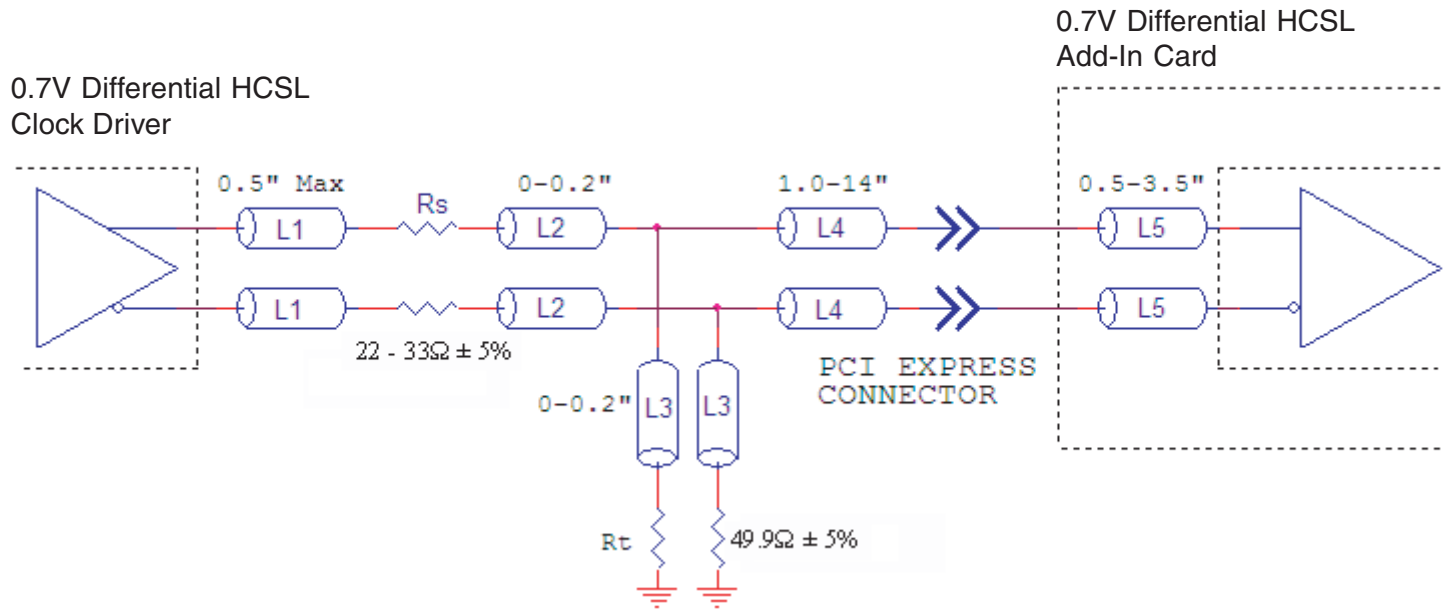 0.7V Differential HCSL
Add-In Card
0.7V Differential HCSL
Clock Driver
0.5" Max
0-0.2"
1.0-14"
0.5-3.5"
Rs
L1
L2
L4
L5
L1
L2
L4
L5
22 - 33Ω ± 5%
PCI EXPRESS
CONNECTOR
0-0.2"
L3
L3
Rt
49.9Ω ± 5%